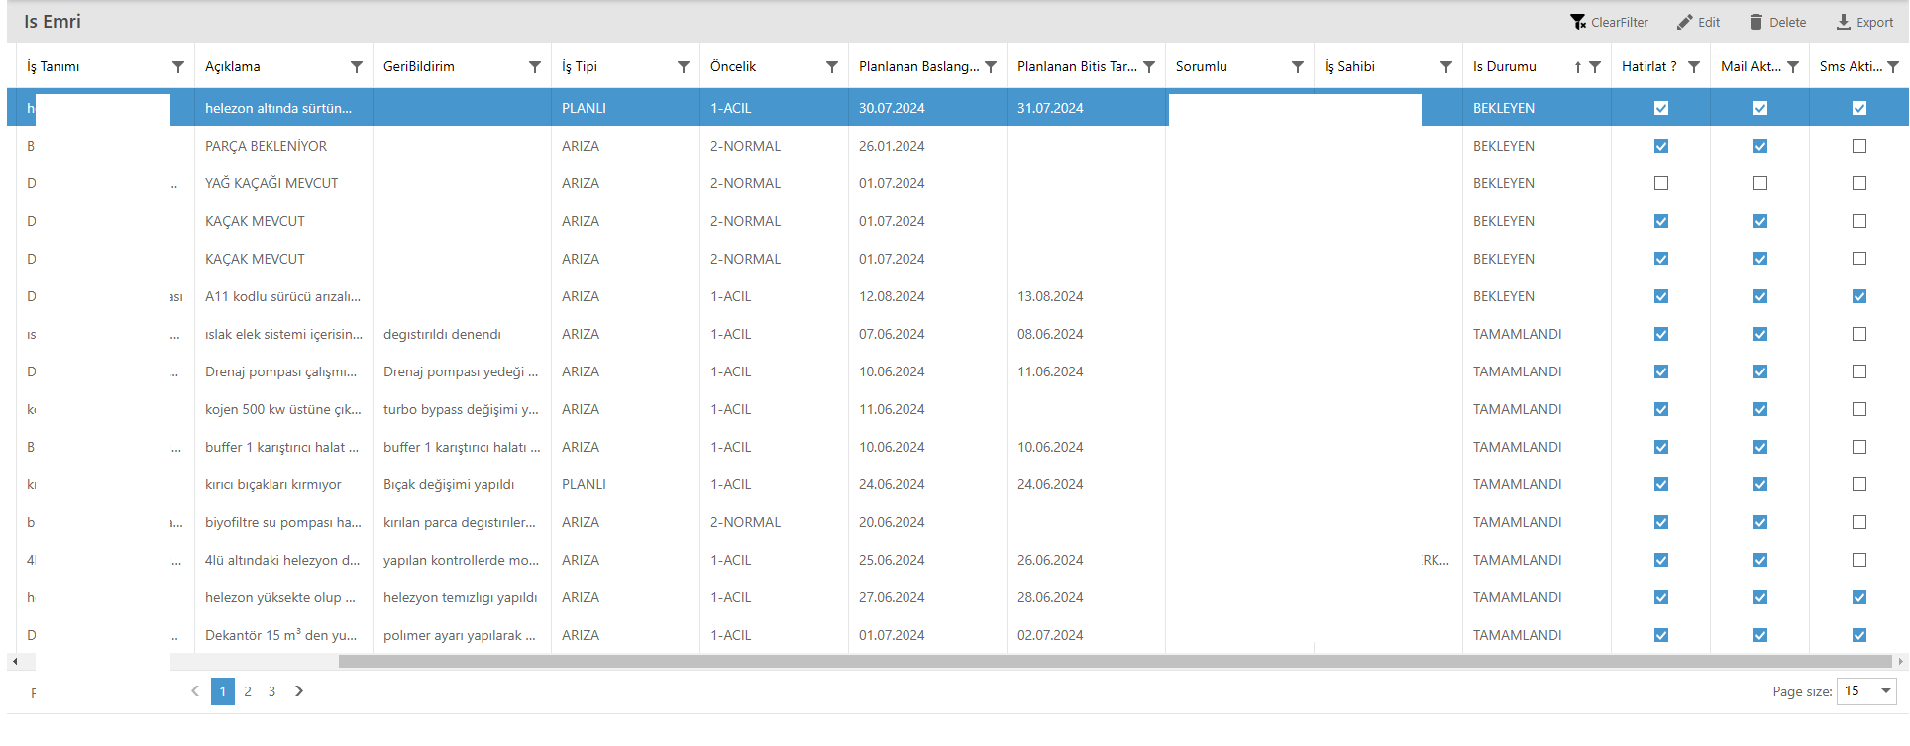 Is Emri ClearFilter Edit Delete Export
İş Tanımı Açıklama GeriBildirim İş Tipi Öncelik Planlanan Baslang... Planlanan Bitis Tar... Sorumlu İş Sahibi Is Durumu Hatırlat ? Mail Akt... Sms Akti...
helezon altında sürtün... PLANLI 1-ACIL 30.07.2024 31.07.2024 BEKLEYEN
B PARÇA BEKLENİYOR ARIZA 2-NORMAL 26.01.2024 BEKLEYEN
D ... YAĞ KAÇAĞI MEVCUT ARIZA 2-NORMAL 01.07.2024 BEKLEYEN
D KAÇAK MEVCUT ARIZA 2-NORMAL 01.07.2024 BEKLEYEN
D KAÇAK MEVCUT ARIZA 2-NORMAL 01.07.2024 BEKLEYEN
D ası A11 kodlu sürücü arızalı... ARIZA 1-ACIL 12.08.2024 13.08.2024 BEKLEYEN
ıs ... ıslak elek sistemi içerisin... degıstırıldı denendı ARIZA 1-ACIL 07.06.2024 08.06.2024 TAMAMLANDI
D ... Drenaj pompası çalışmı... Drenaj pompası yedeği ... ARIZA 1-ACIL 10.06.2024 11.06.2024 TAMAMLANDI
kojen 500 kw üstüne çık... turbo bypass değişimi y... ARIZA 1-ACIL 11.06.2024 TAMAMLANDI
B ... buffer 1 karıştırıcı halat ... buffer 1 karıştırıcı halatı ... ARIZA 1-ACIL 10.06.2024 10.06.2024 TAMAMLANDI
kırıcı bıçakları kırmıyor Bıçak değişimi yapıldı PLANLI 1-ACIL 24.06.2024 24.06.2024 TAMAMLANDI
b ... biyofiltre su pompası ha... kırılan parca degıstırıler... ARIZA 2-NORMAL 20.06.2024 TAMAMLANDI
4l ... 4lü altındaki helezyon d... yapılan kontrollerde mo... ARIZA 1-ACIL 25.06.2024 26.06.2024 RK... TAMAMLANDI
helezon yüksekte olup ... helezyon temızlıgı yapıldı ARIZA 1-ACIL 27.06.2024 28.06.2024 TAMAMLANDI
D ... Dekantör 15 m³ den yu... polımer ayarı yapılarak ... ARIZA 1-ACIL 01.07.2024 02.07.2024 TAMAMLANDI
1 2 3 Page size: 15